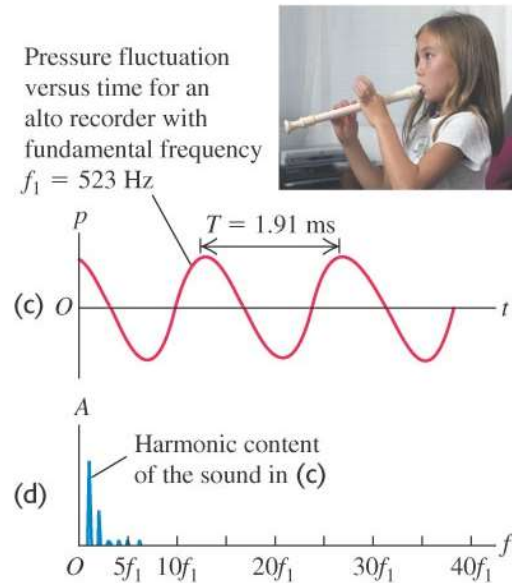 Pressure fluctuation
versus time for an
alto recorder with
fundamental frequency
f₁ = 523 Hz
p
T = 1.91 ms
(c)
O
t
A
Harmonic content
of the sound in (c)
(d)
f
O 5f₁ 10f₁ 20f₁ 30f₁ 40f₁